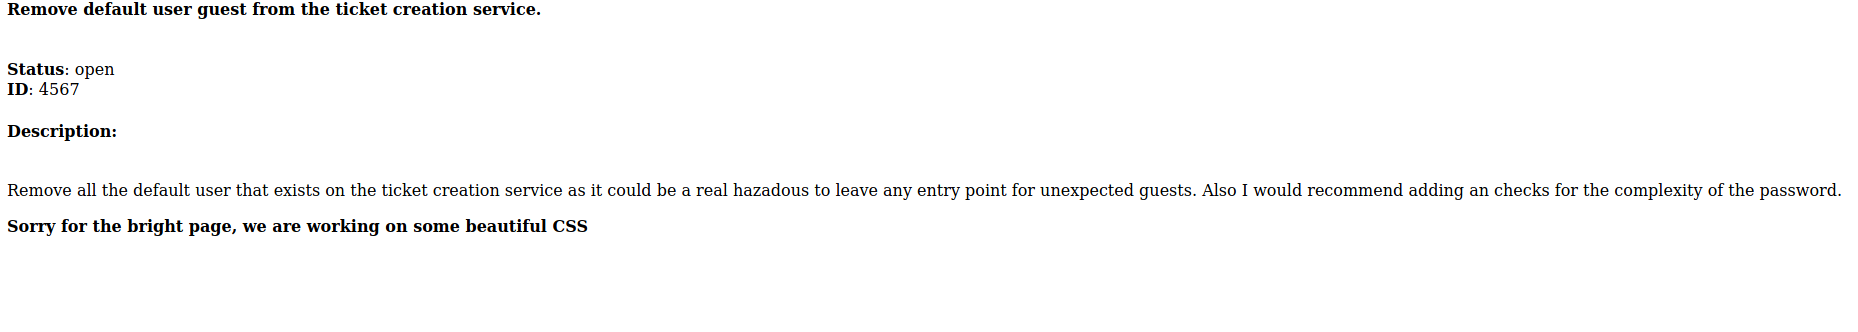 Remove default user guest from the ticket creation service.
Status: open
ID: 4567
Description:
Remove all the default user that exists on the ticket creation service as it could be a real hazadous to leave any entry point for unexpected guests. Also I would recommend adding an checks for the complexity of the password.
Sorry for the bright page, we are working on some beautiful CSS